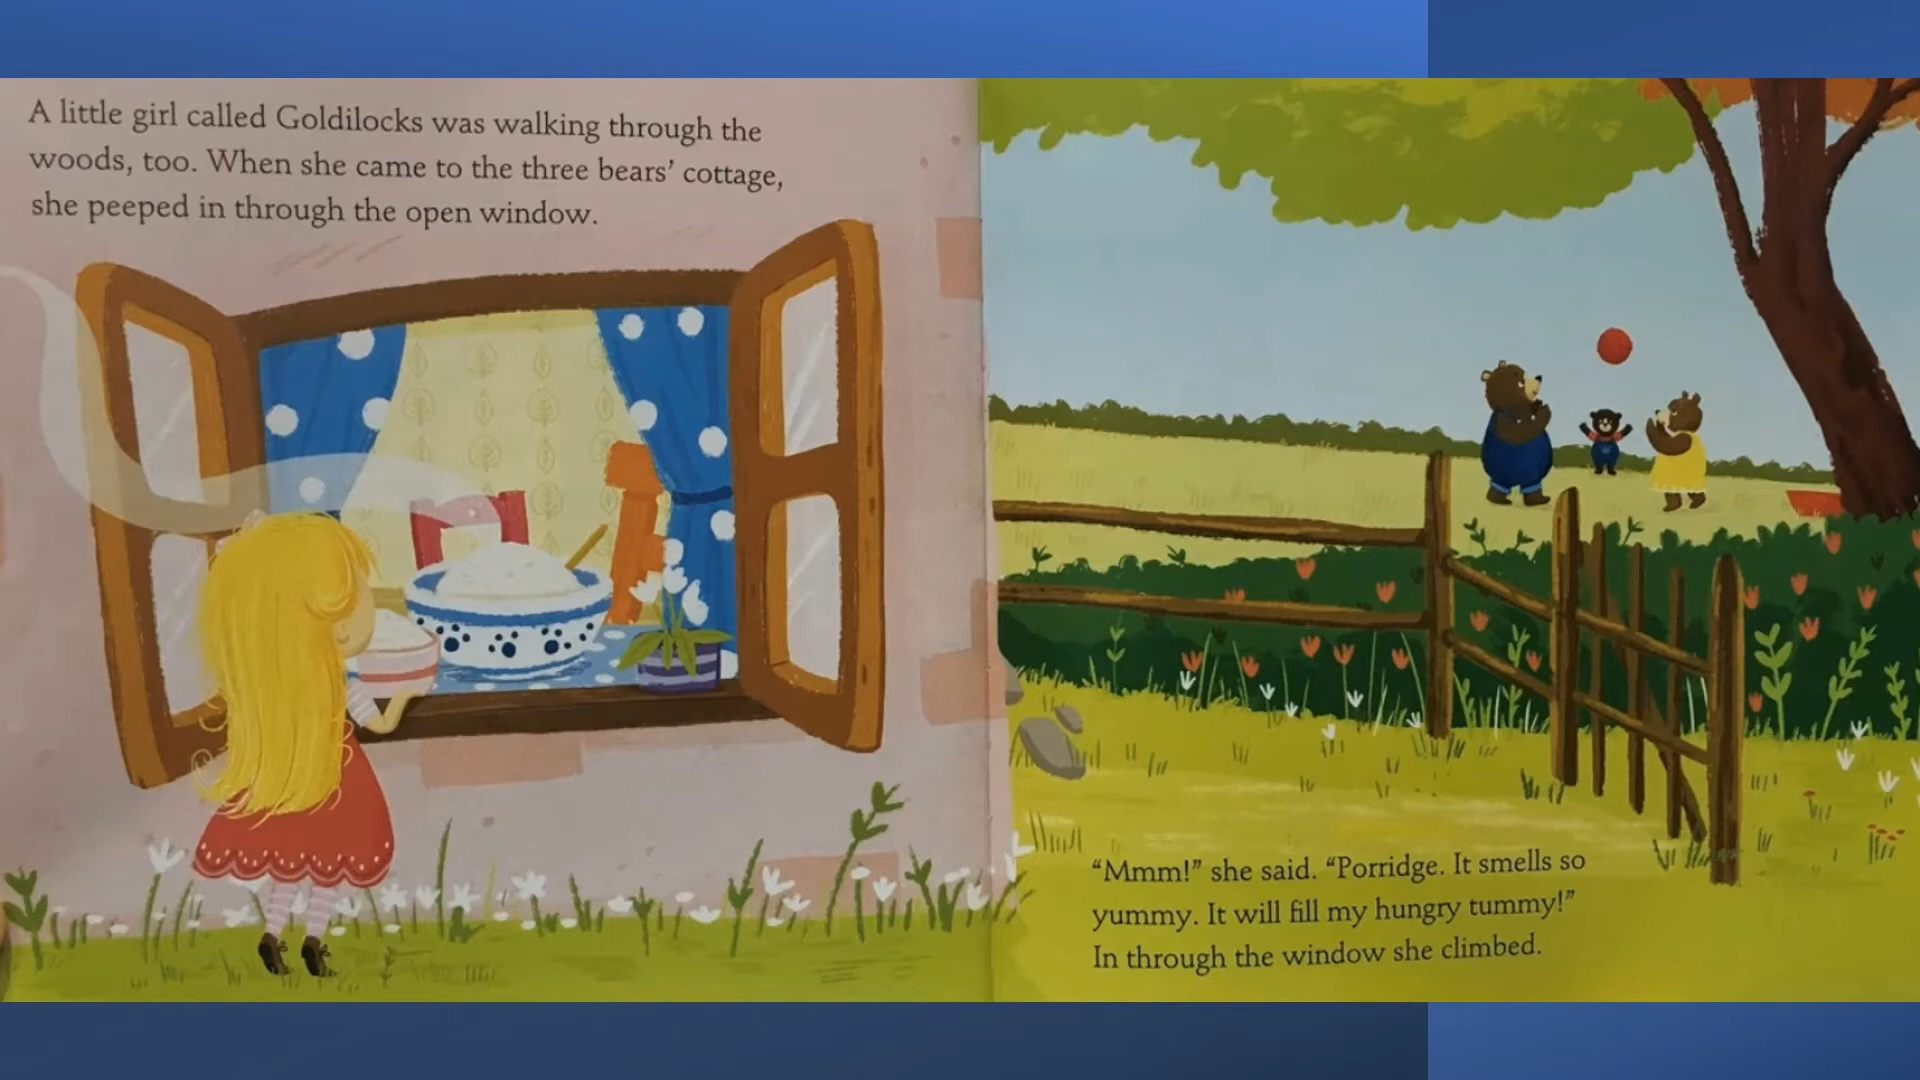 A little girl called Goldilocks was walking through the
woods, too. When she came to the three bears’ cottage,
she peeped in through the open window.
“Mmm!” she said. “Porridge. It smells so
yummy. It will fill my hungry tummy!”
In through the window she climbed.